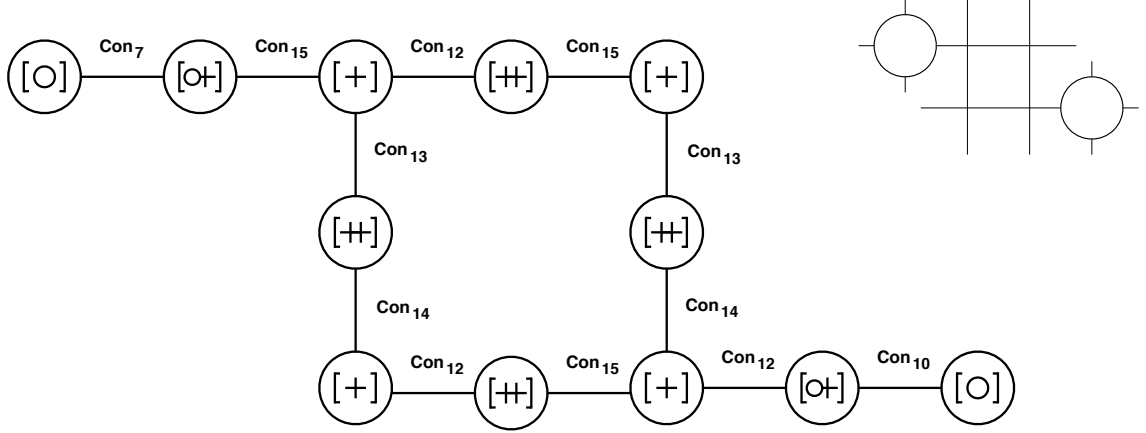 Con7 Con15 Con12 Con15
[○] [○+] [+] [++] [+]
Con13 Con13
[++] [++]
Con14 Con14
Con12 Con15 Con12 Con10
[+] [++] [+] [○+] [○]